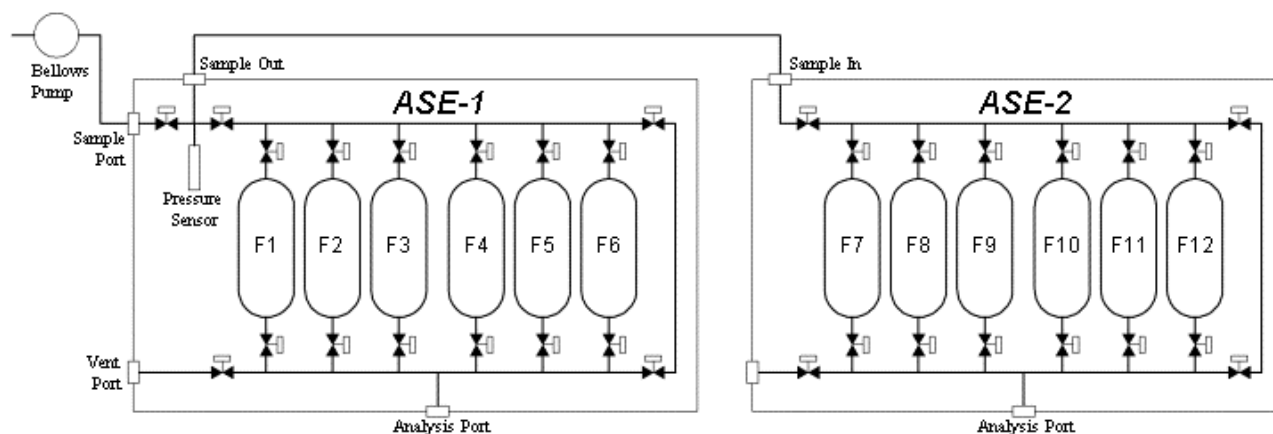 Bellows
Pump
Sample Out
Sample In
ASE-1
ASE-2
Sample
Port
Pressure
Sensor
F1
F2
F3
F4
F5
F6
F7
F8
F9
F10
F11
F12
Vent
Port
Analysis Port
Analysis Port